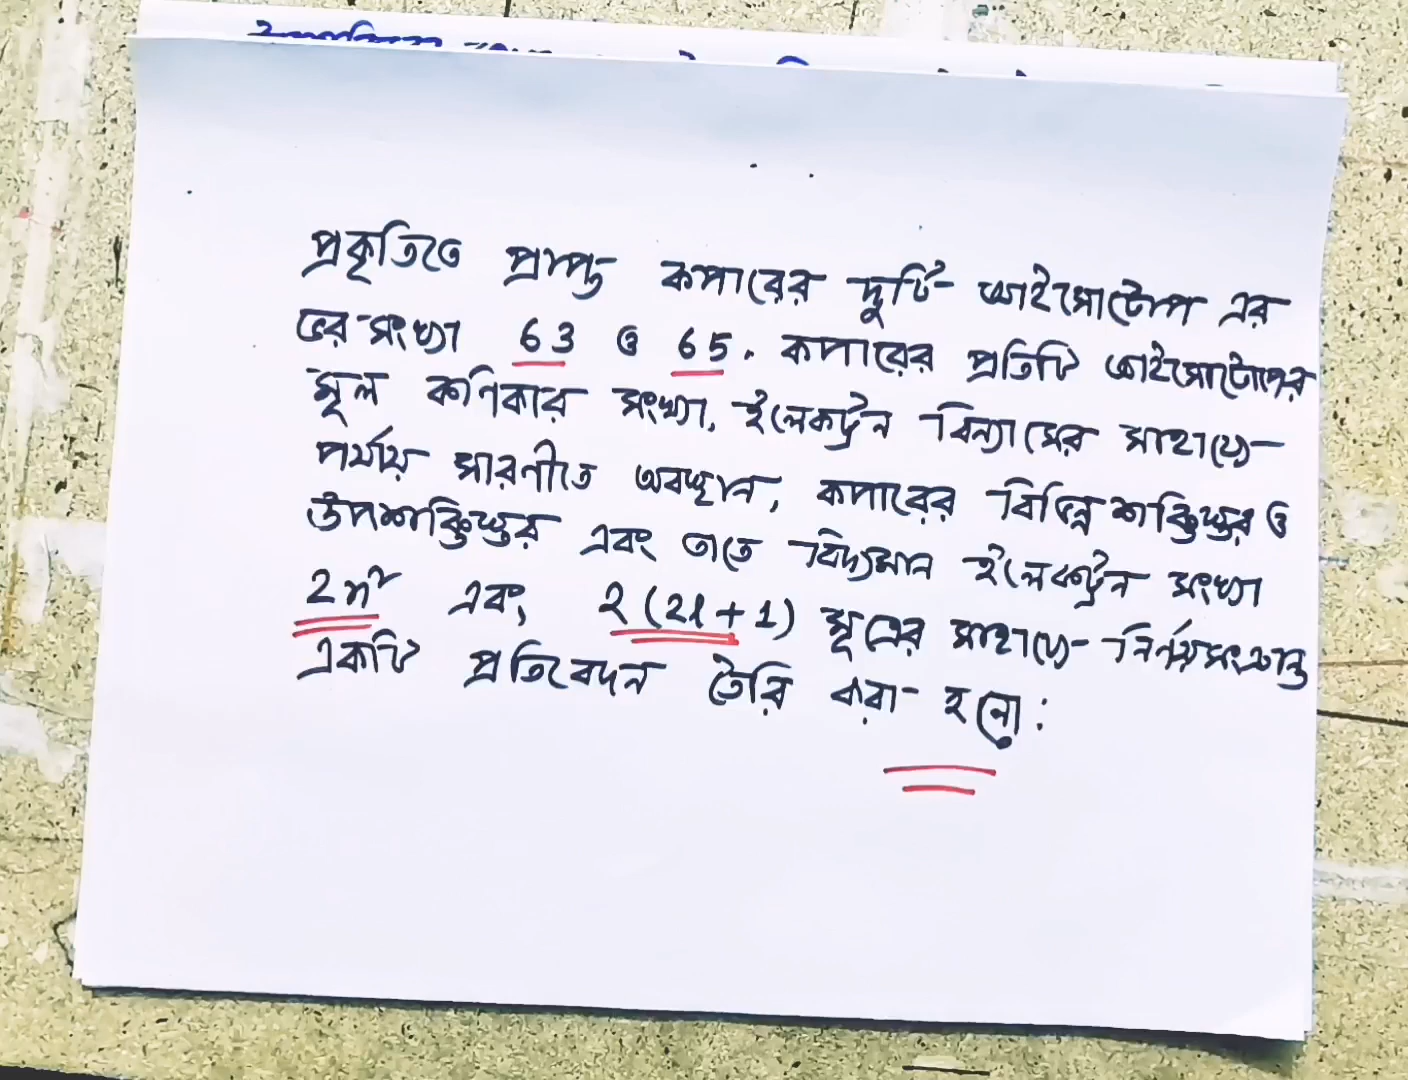 প্রকৃতিতে প্রাপ্ত কপারের দুটি আইসোটোপ এর
ভর সংখ্যা 63 ও 65. কপারের প্রতিটি আইসোটোপের
মূল কণিকার সংখ্যা, ইলেকট্রন বিন্যাসের সাহায্যে
পর্যায় সারণীতে অবস্থান, কপারের বিভিন্ন শক্তিস্তর ও
উপশক্তিস্তর এবং তাতে বিদ্যমান ইলেকট্রন সংখ্যা
2n² এবং 2(2l+1) সূত্রের সাহায্যে নির্ণয়সংক্রান্ত
একটি প্রতিবেদন তৈরি করা হলো: